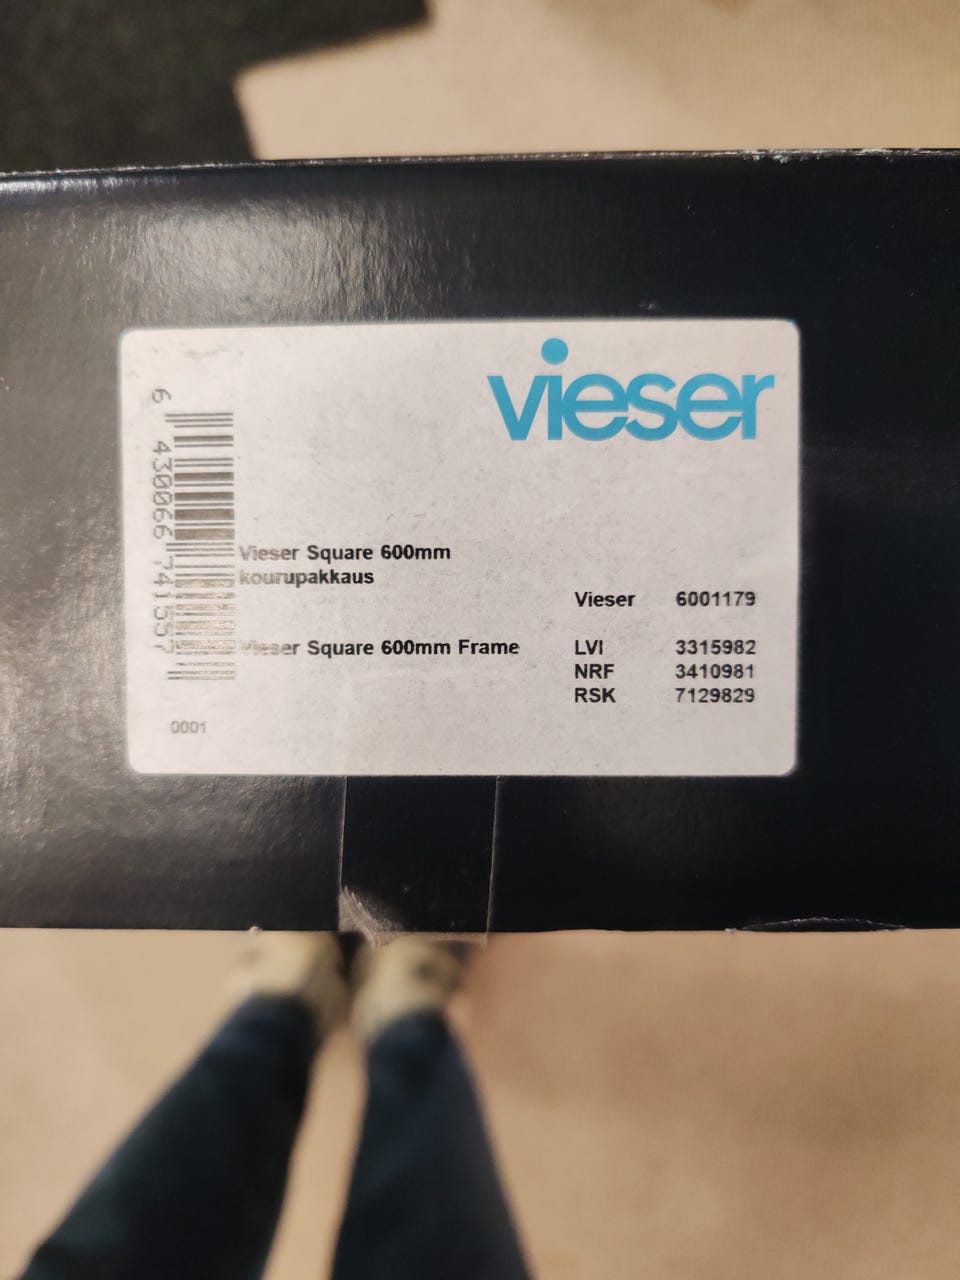 vieser
6 430066 741557
Vieser Square 600mm
kourupakkaus
Vieser 6001179
Vieser Square 600mm Frame
LVI 3315982
NRF 3410981
RSK 7129829
0001